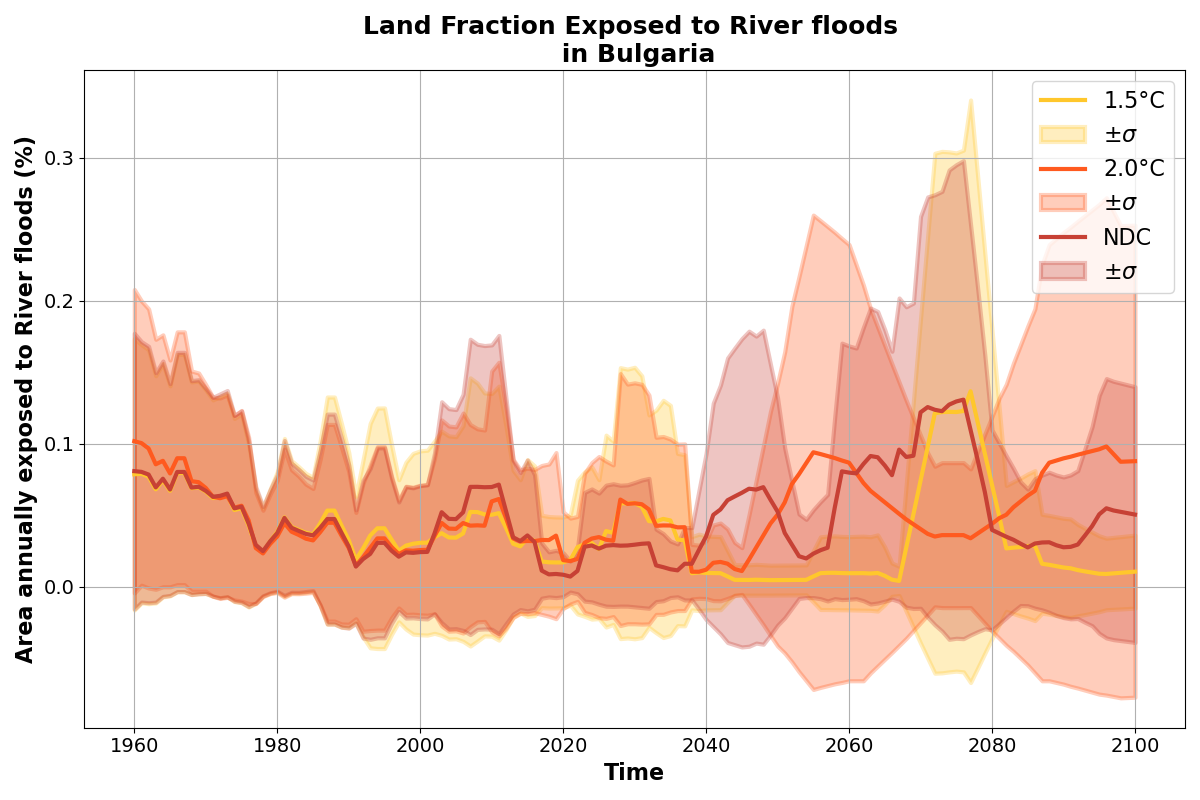 Land Fraction Exposed to River floods
in Bulgaria
Area annually exposed to River floods (%)
0.3
0.2
0.1
0.0
1.5°C
±σ
2.0°C
±σ
NDC
±σ
1960 1980 2000 2020 2040 2060 2080 2100
Time